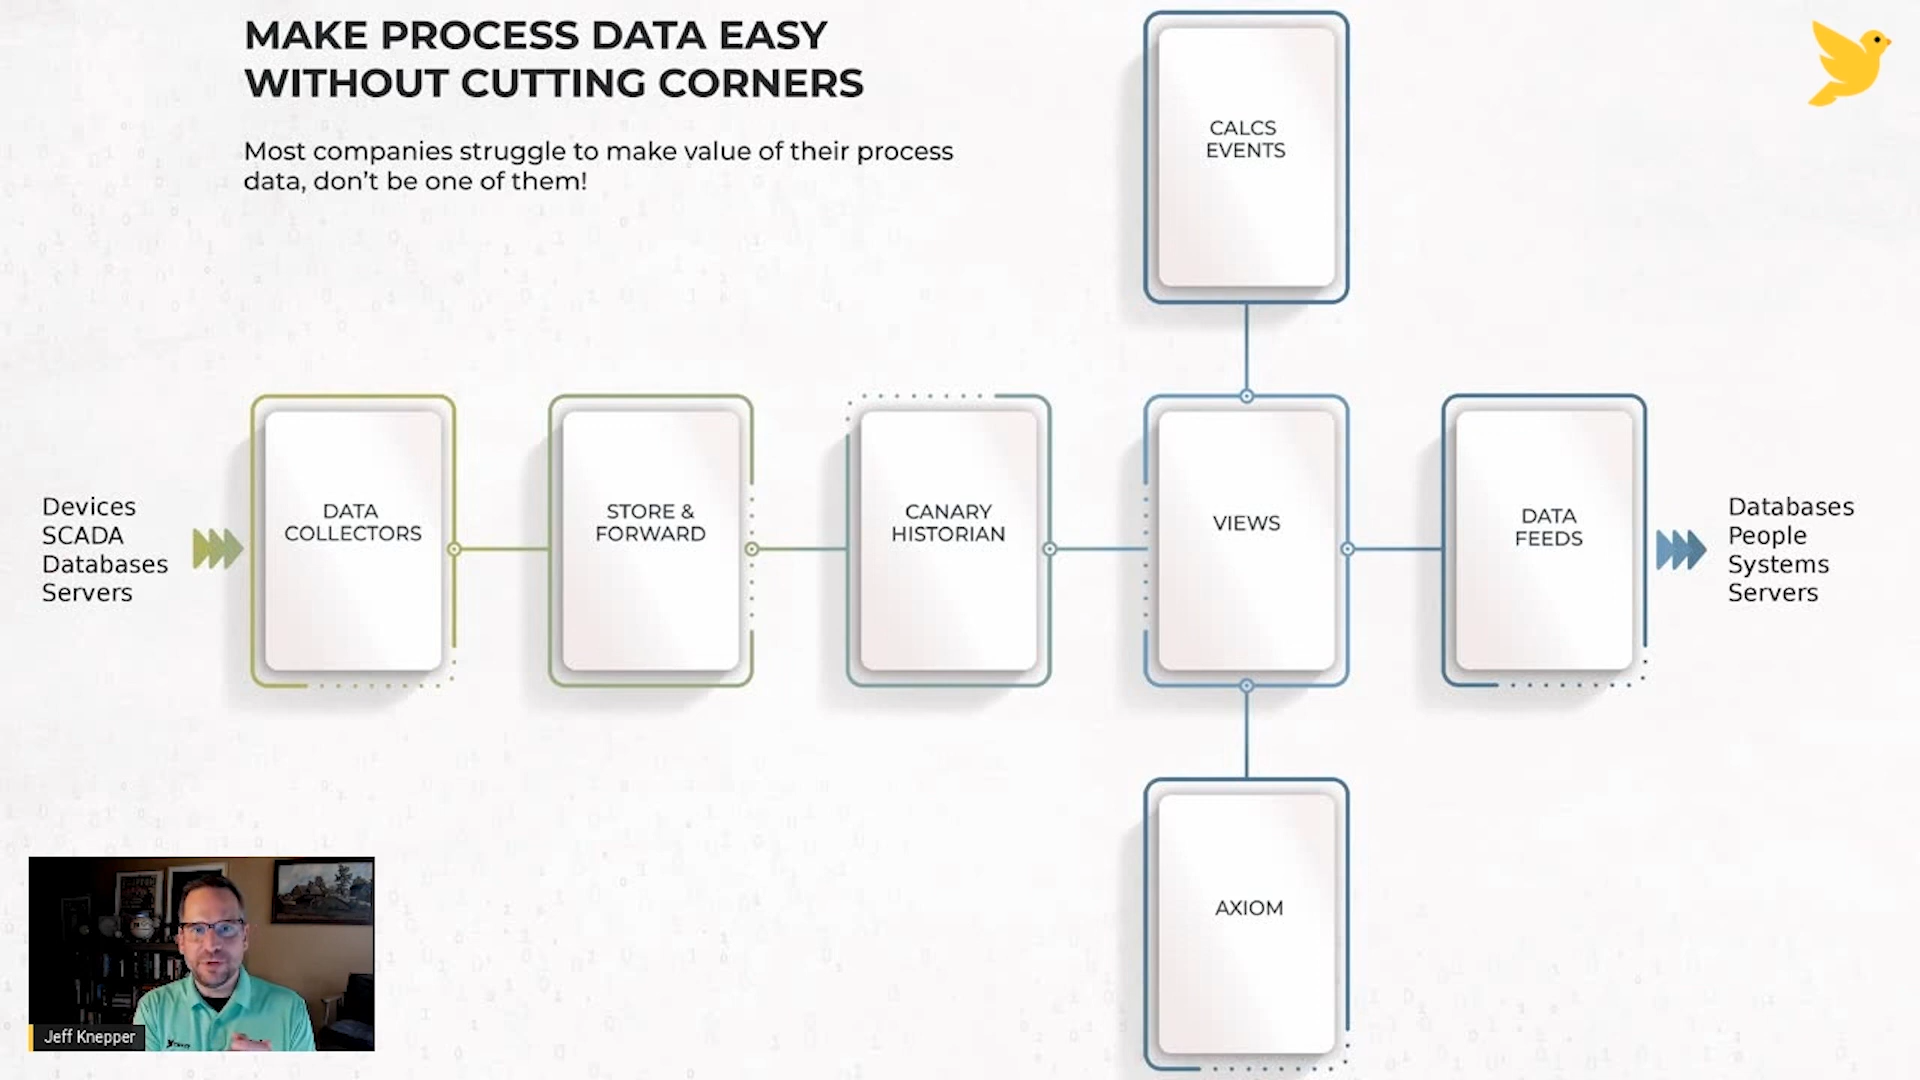 MAKE PROCESS DATA EASY
WITHOUT CUTTING CORNERS
Most companies struggle to make value of their process
data, don't be one of them!
CALCS
EVENTS
Devices
SCADA
Databases
Servers
DATA
COLLECTORS
STORE &
FORWARD
CANARY
HISTORIAN
VIEWS
DATA
FEEDS
Databases
People
Systems
Servers
AXIOM
Jeff Knepper